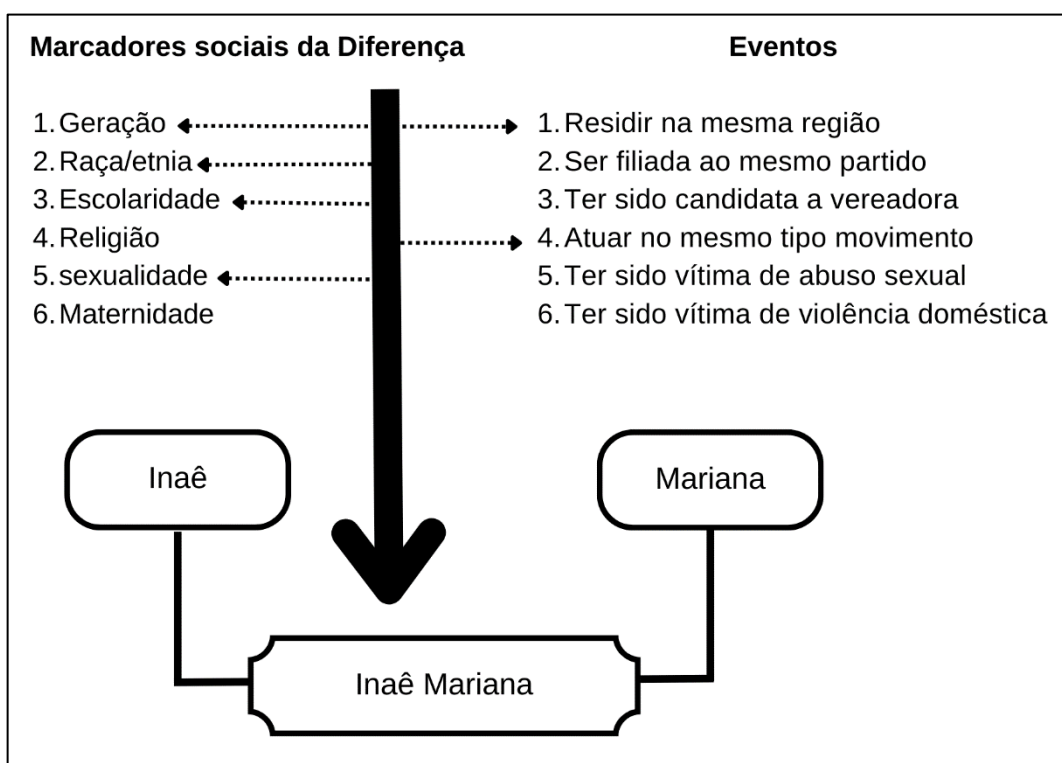 Marcadores sociais da Diferença
1. Geração
2. Raça/etnia
3. Escolaridade
4. Religião
5. sexualidade
6. Maternidade
Eventos
1. Residir na mesma região
2. Ser filiada ao mesmo partido
3. Ter sido candidata a vereadora
4. Atuar no mesmo tipo movimento
5. Ter sido vítima de abuso sexual
6. Ter sido vítima de violência doméstica
Inaê
Mariana
Inaê Mariana